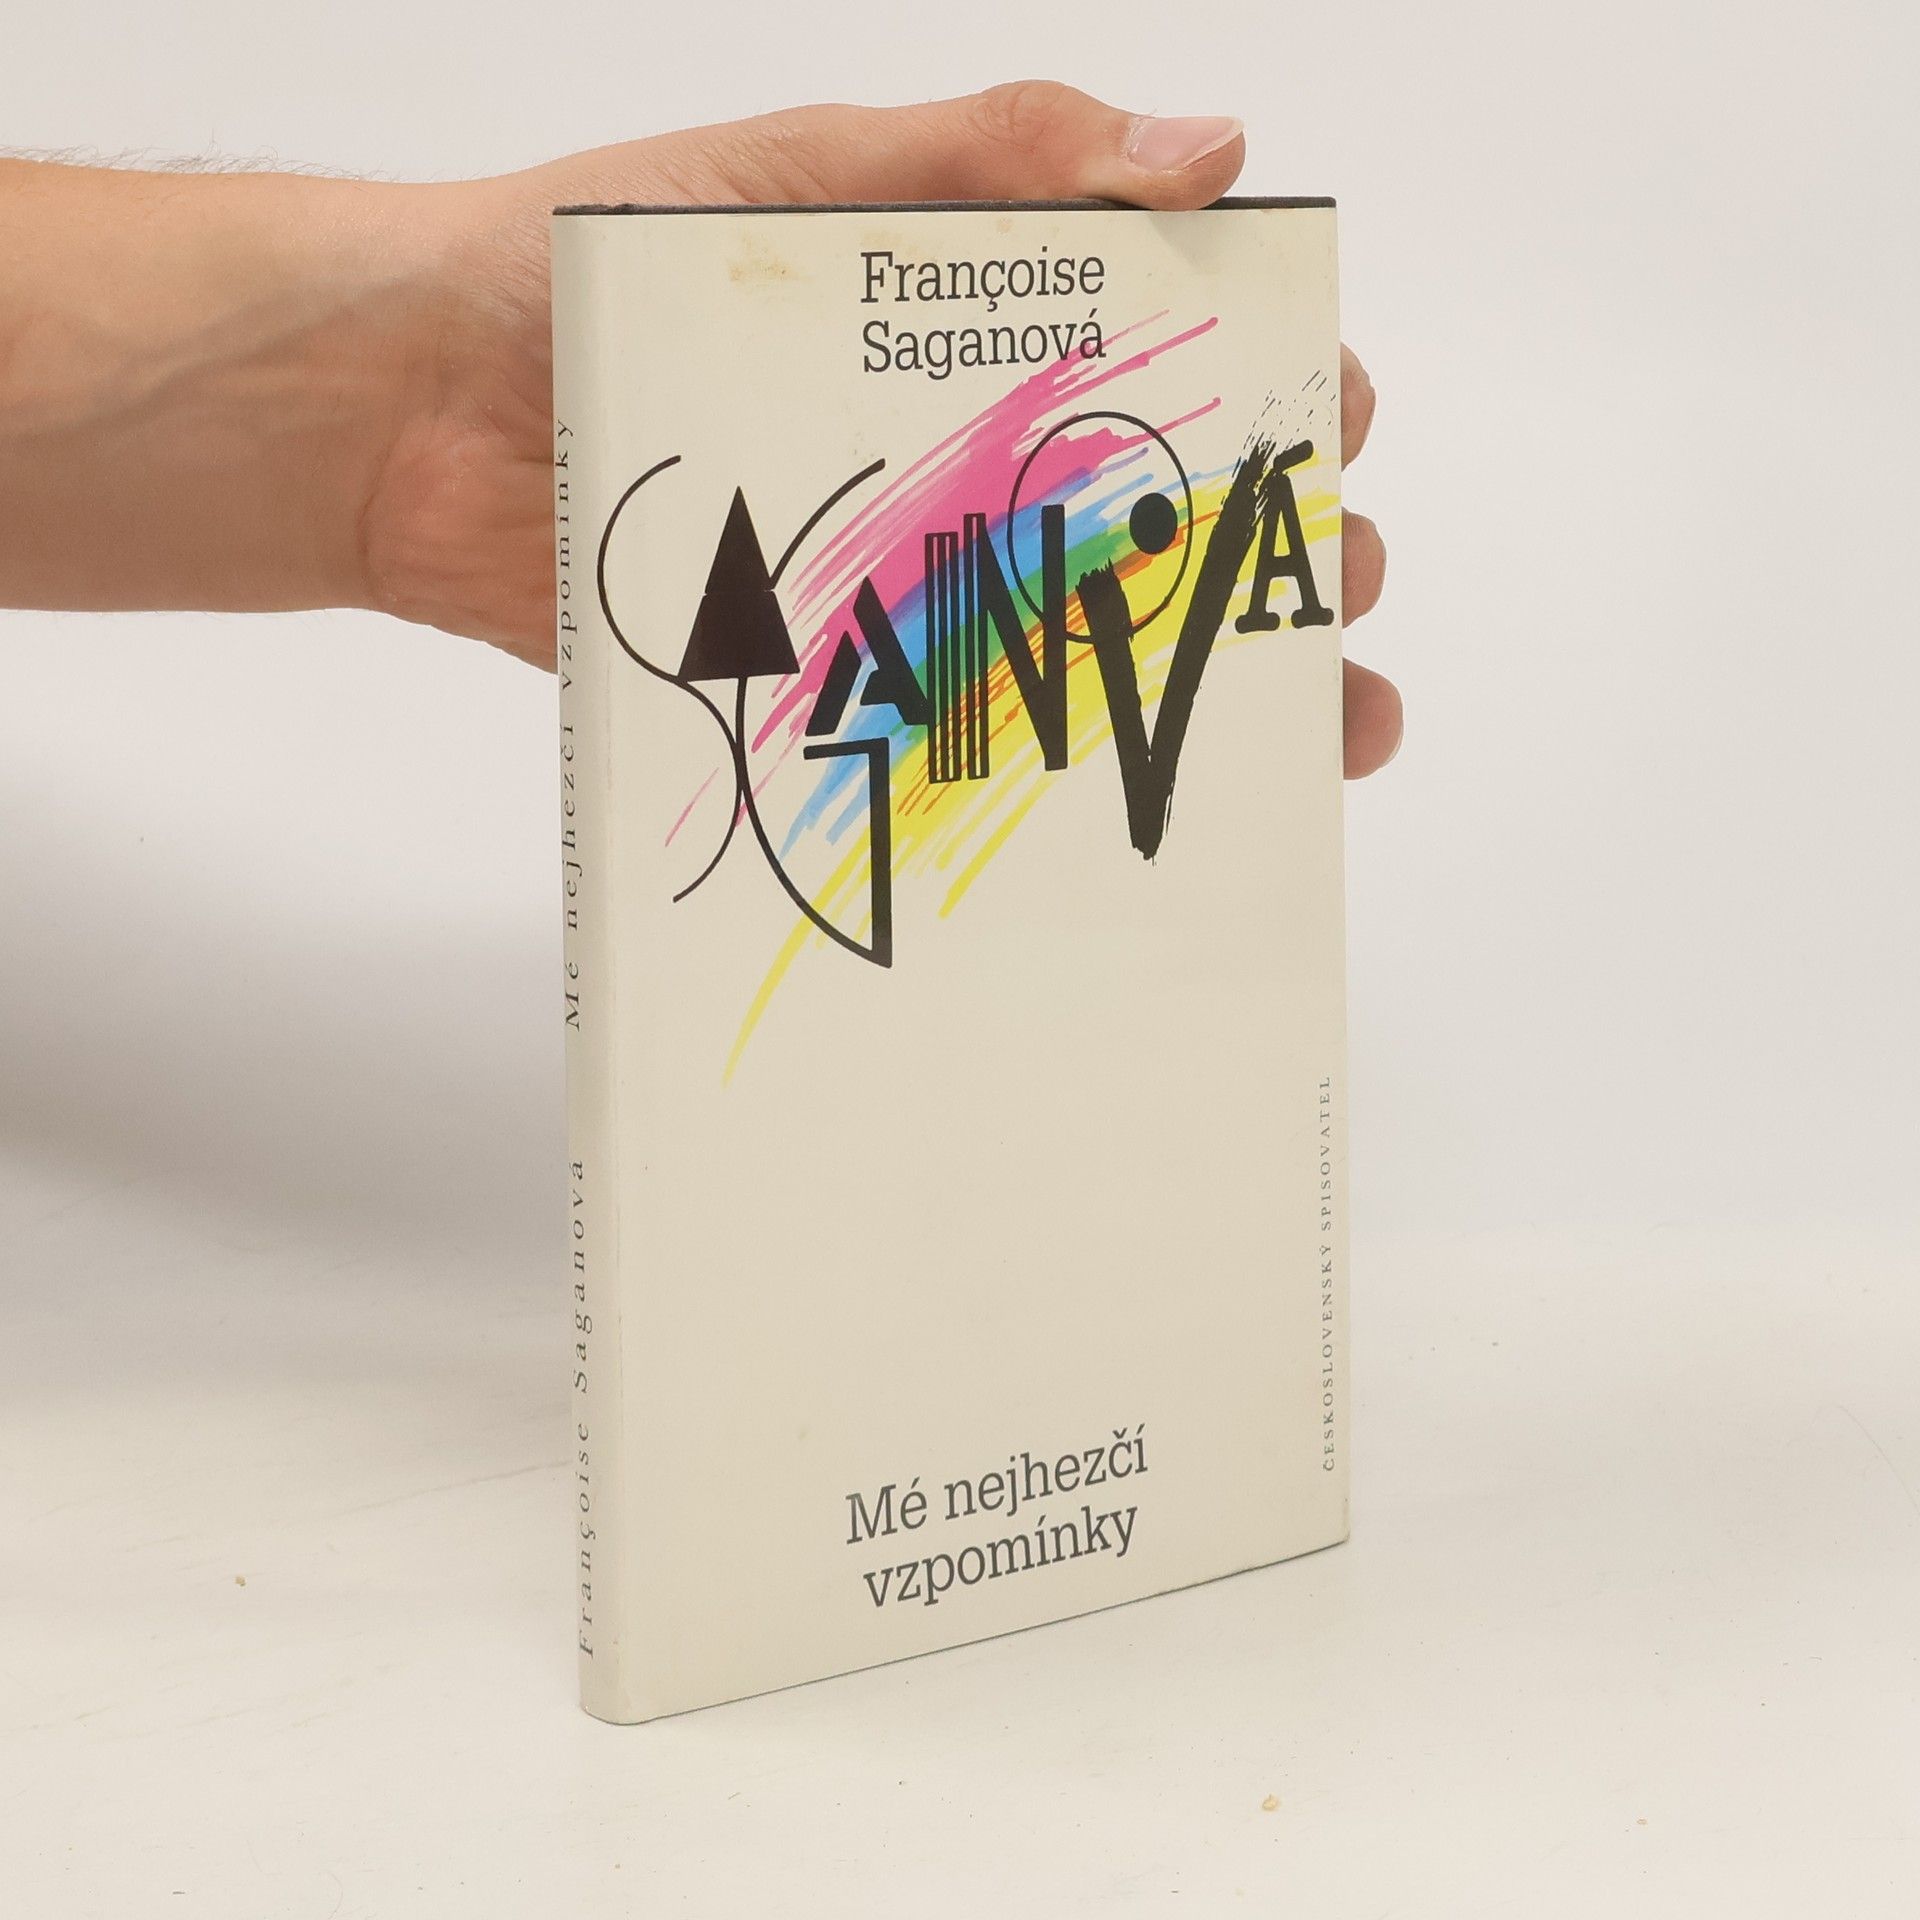 Françoise
Saganová
SAGANOVÁ
Mé nejhezčí
vzpomínky
ČESKOSLOVENSKÝ SPISOVATEL
Françoise Saganová Mé nejhezčí vzpomínky